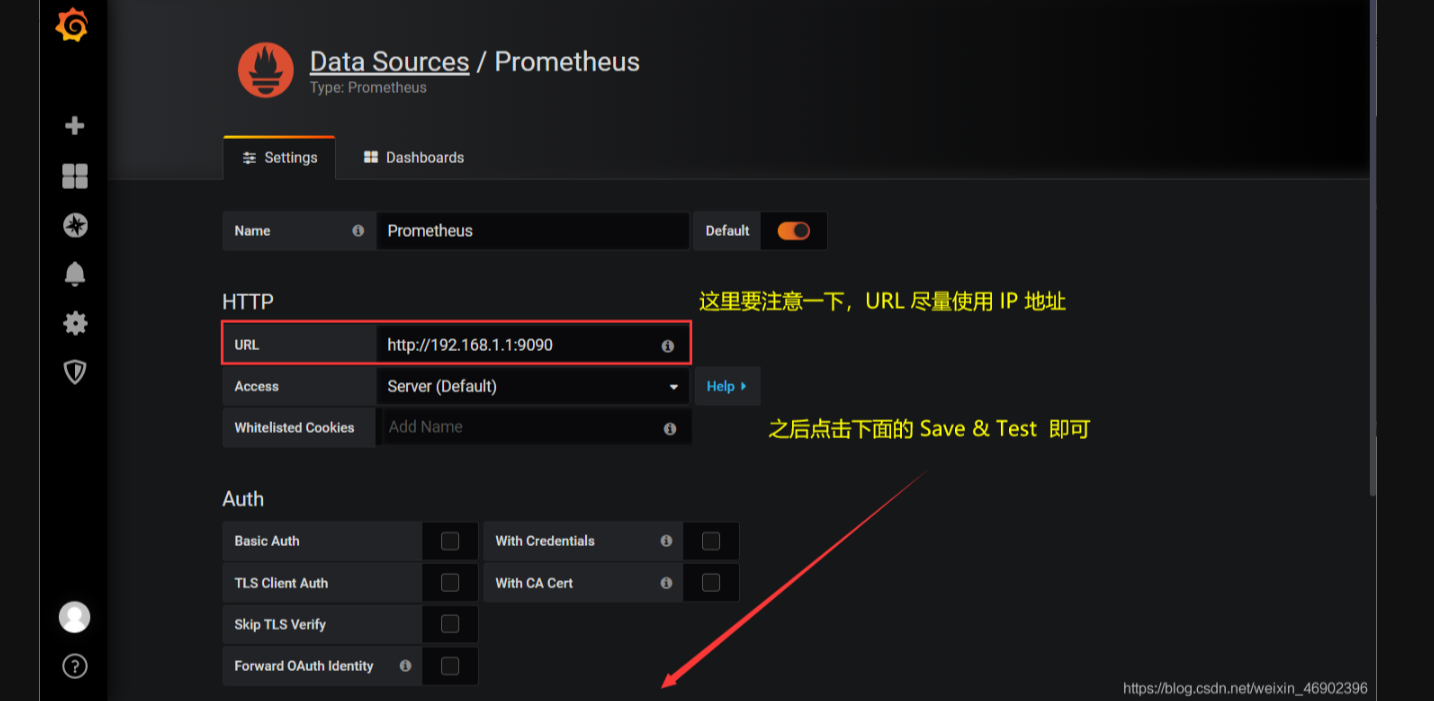 Data Sources / Prometheus
Type: Prometheus
Settings
Dashboards
Name
Prometheus
Default
HTTP
这里要注意一下，URL 尽量使用 IP 地址
URL
http://192.168.1.1:9090
Access
Server (Default)
Help
Whitelisted Cookies
Add Name
之后点击下面的 Save & Test 即可
Auth
Basic Auth
With Credentials
TLS Client Auth
With CA Cert
Skip TLS Verify
Forward OAuth Identity
https://blog.csdn.net/weixin_46902396